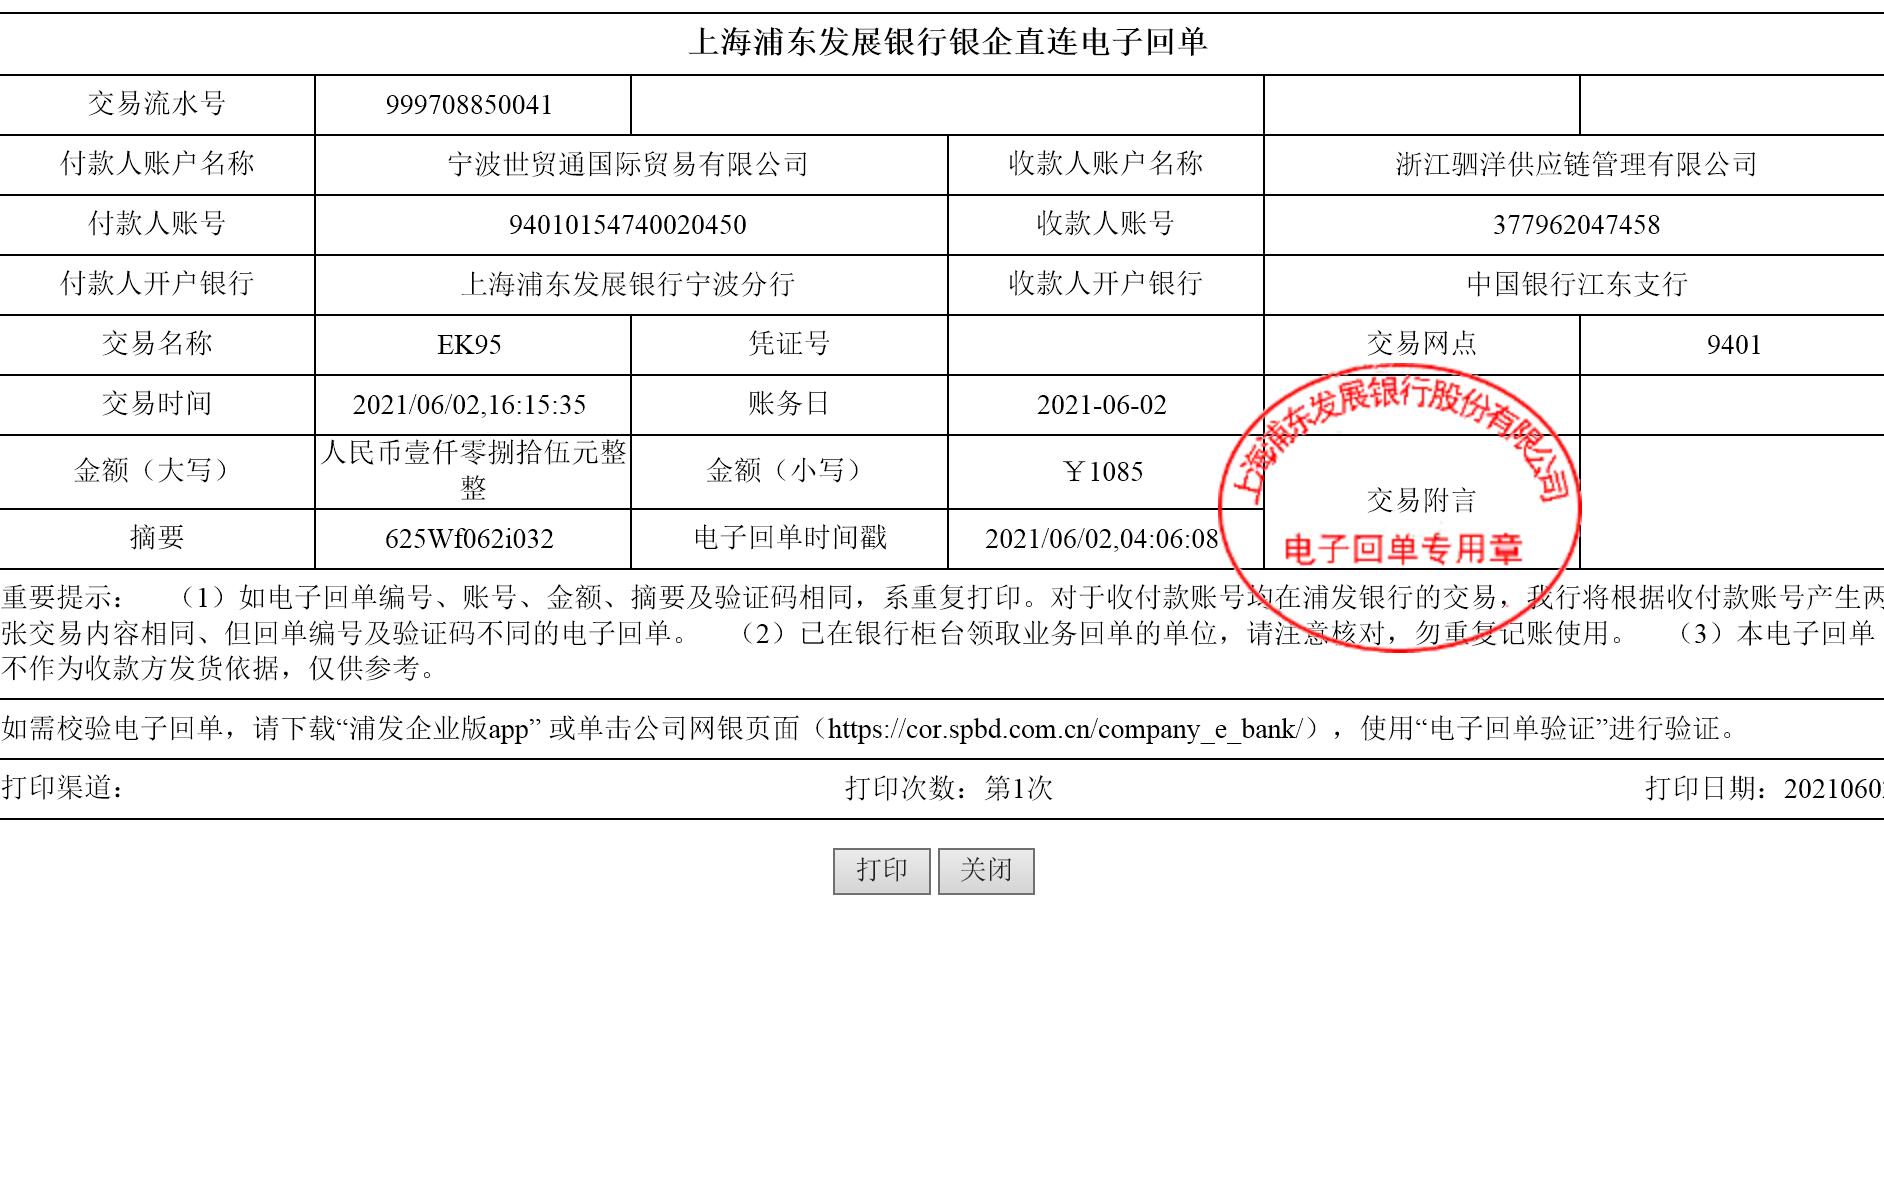 上海浦东发展银行银企直连电子回单
交易流水号 999708850041
付款人账户名称 宁波世贸通国际贸易有限公司 收款人账户名称 浙江驷洋供应链管理有限公司
付款人账号 94010154740020450 收款人账号 377962047458
付款人开户银行 上海浦东发展银行宁波分行 收款人开户银行 中国银行江东支行
交易名称 EK95 凭证号 交易网点 9401
交易时间 2021/06/02,16:15:35 账务日 2021-06-02
上海浦东发展银行股份有限公司
金额（大写） 人民币壹仟零捌拾伍元整
整 金额（小写） ￥1085
交易附言
摘要 625Wf062i032 电子回单时间戳 2021/06/02,04:06:08
电子回单专用章
重要提示： （1）如电子回单编号、账号、金额、摘要及验证码相同，系重复打印。对于收付款账号均在浦发银行的交易，我行将根据收付款账号产生两
张交易内容相同、但回单编号及验证码不同的电子回单。 （2）已在银行柜台领取业务回单的单位，请注意核对，勿重复记账使用。 （3）本电子回单
不作为收款方发货依据，仅供参考。
如需校验电子回单，请下载“浦发企业版app” 或单击公司网银页面（https://cor.spbd.com.cn/company_e_bank/），使用“电子回单验证”进行验证。
打印渠道： 打印次数：第1次 打印日期：2021060
打印 关闭